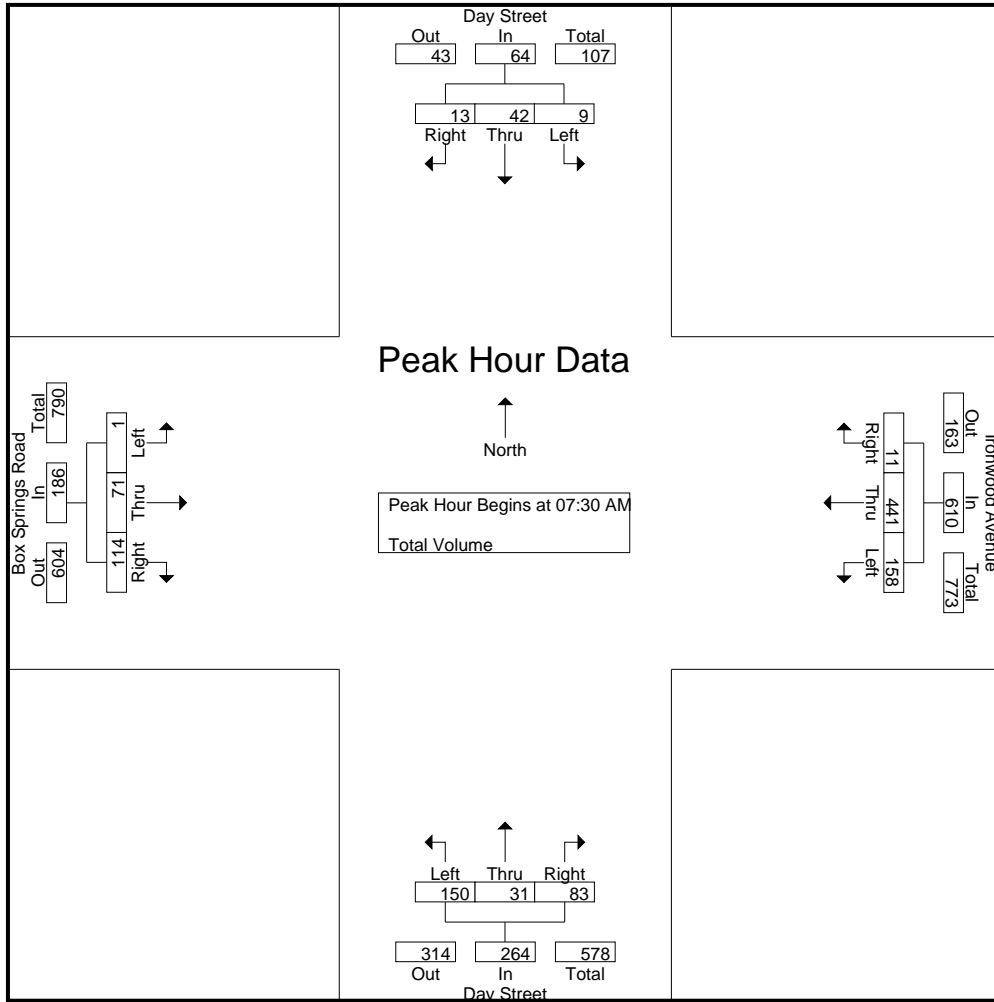 Day Street
Out In Total
43 64 107
13 42 9
Right Thru Left
Peak Hour Data
North
Peak Hour Begins at 07:30 AM
Total Volume
Box Springs Road
Out In Total
604 186 790
1 71 114
Left Thru Right
Ironwood Avenue
Out In Total
163 610 773
11 441 158
Right Thru Left
Left Thru Right
150 31 83
314 264 578
Out In Total
Day Street